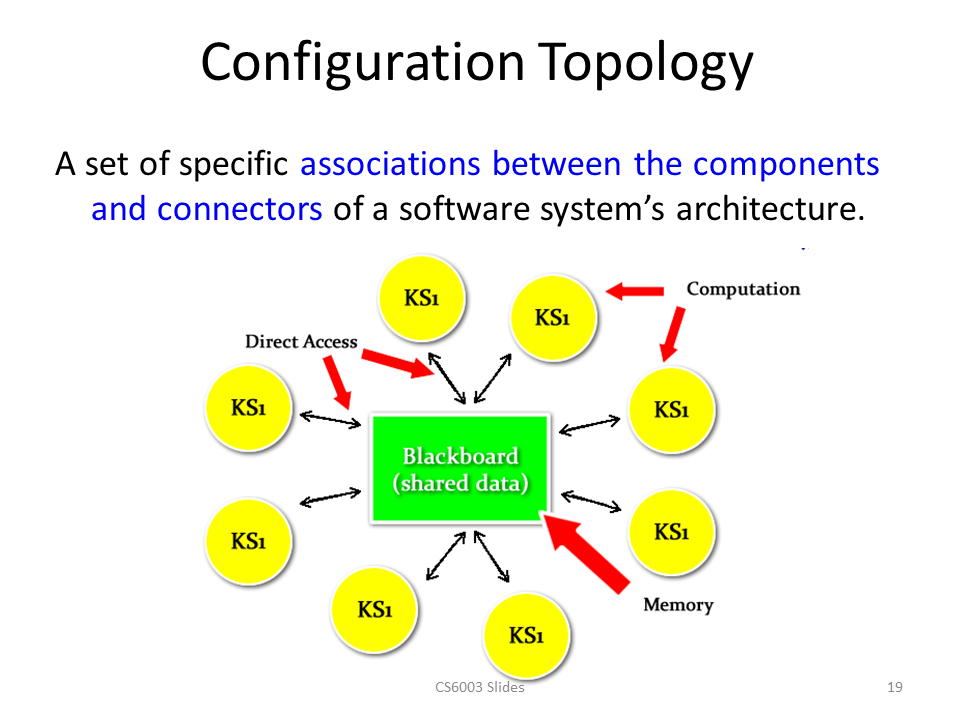 Configuration Topology
A set of specific associations between the components
and connectors of a software system's architecture.
KS1
KS1
Computation
Direct Access
KS1
KS1
Blackboard
(shared data)
KS1
KS1
KS1
KS1
Memory
CS6003 Slides
19